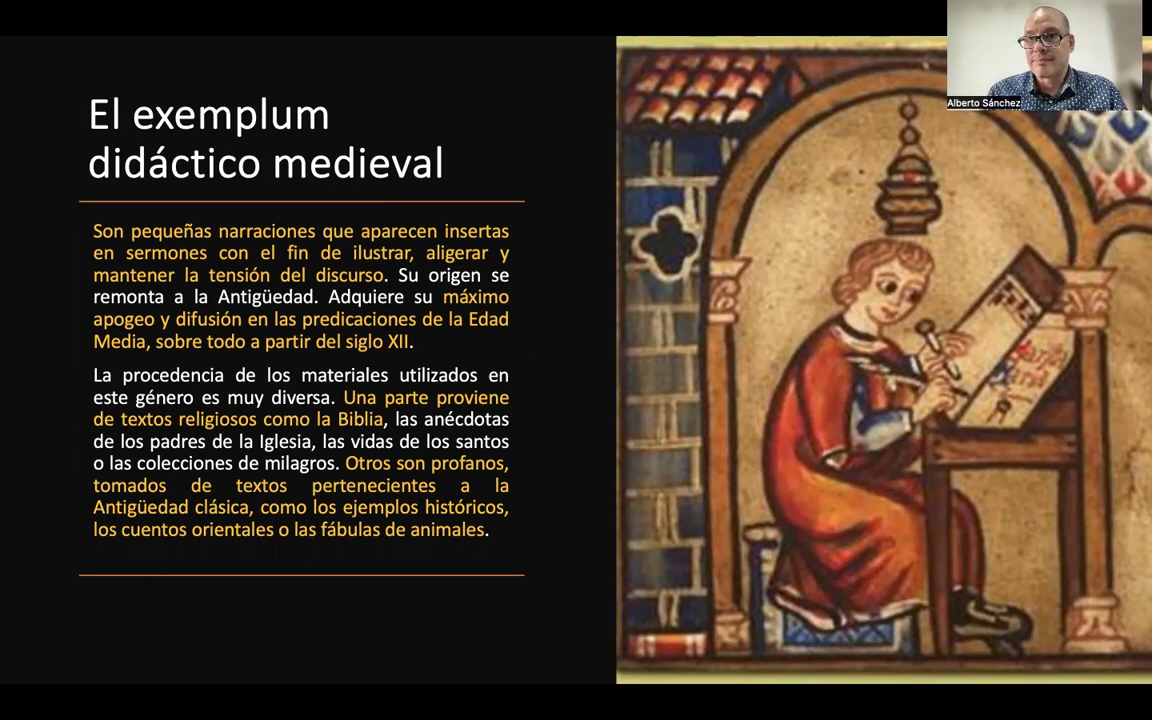 Alberto Sánchez
El exemplum
didáctico medieval
Son pequeñas narraciones que aparecen insertas
en sermones con el fin de ilustrar, aligerar y
mantener la tensión del discurso. Su origen se
remonta a la Antigüedad. Adquiere su máximo
apogeo y difusión en las predicaciones de la Edad
Media, sobre todo a partir del siglo XII.
La procedencia de los materiales utilizados en
este género es muy diversa. Una parte proviene
de textos religiosos como la Biblia, las anécdotas
de los padres de la Iglesia, las vidas de los santos
o las colecciones de milagros. Otros son profanos,
tomados de textos pertenecientes a la
Antigüedad clásica, como los ejemplos históricos,
los cuentos orientales o las fábulas de animales.